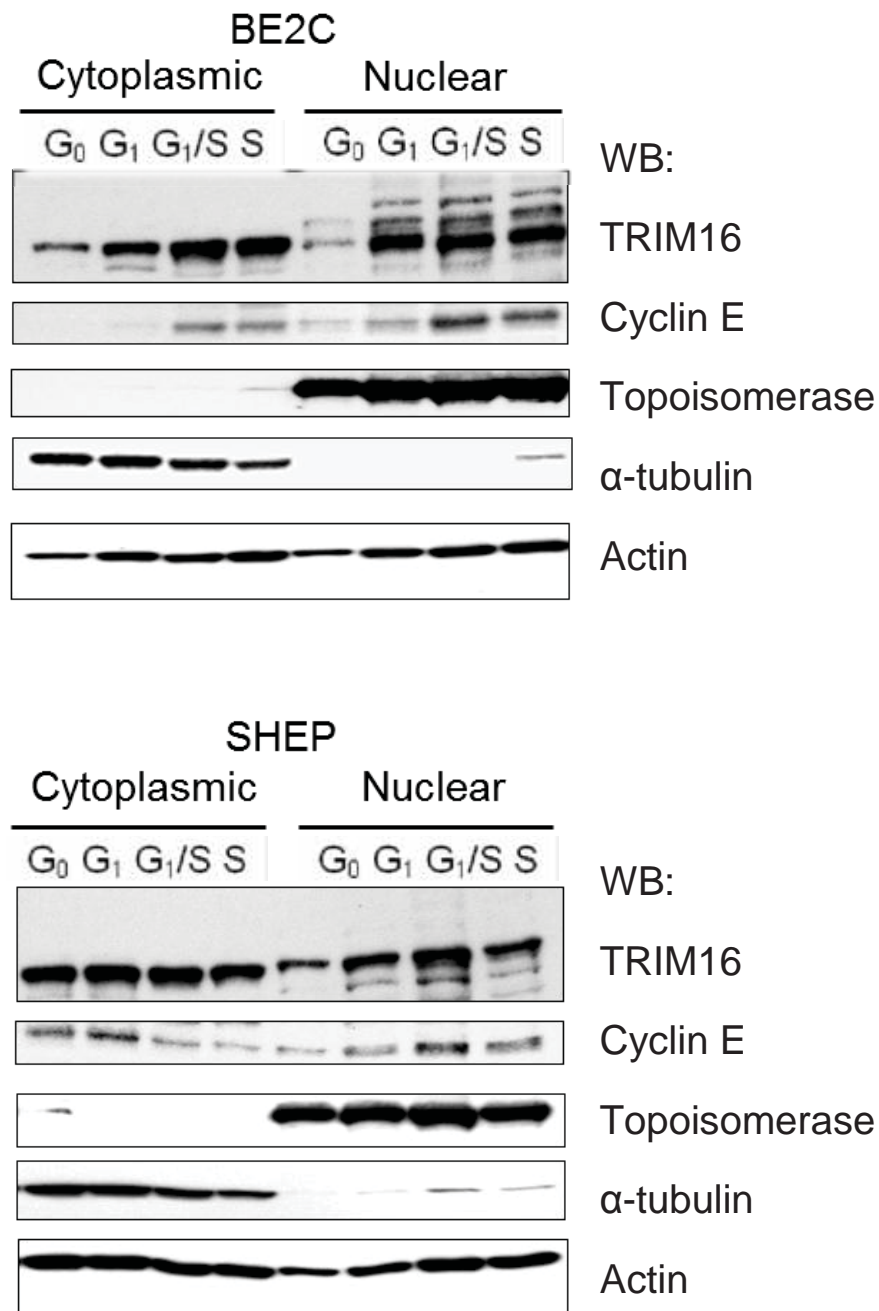 BE2C
Cytoplasmic Nuclear
G₀ G₁ G₁/S S G₀ G₁ G₁/S S
WB:
TRIM16
Cyclin E
Topoisomerase
α-tubulin
Actin
SHEP
Cytoplasmic Nuclear
G₀ G₁ G₁/S S G₀ G₁ G₁/S S
WB:
TRIM16
Cyclin E
Topoisomerase
α-tubulin
Actin